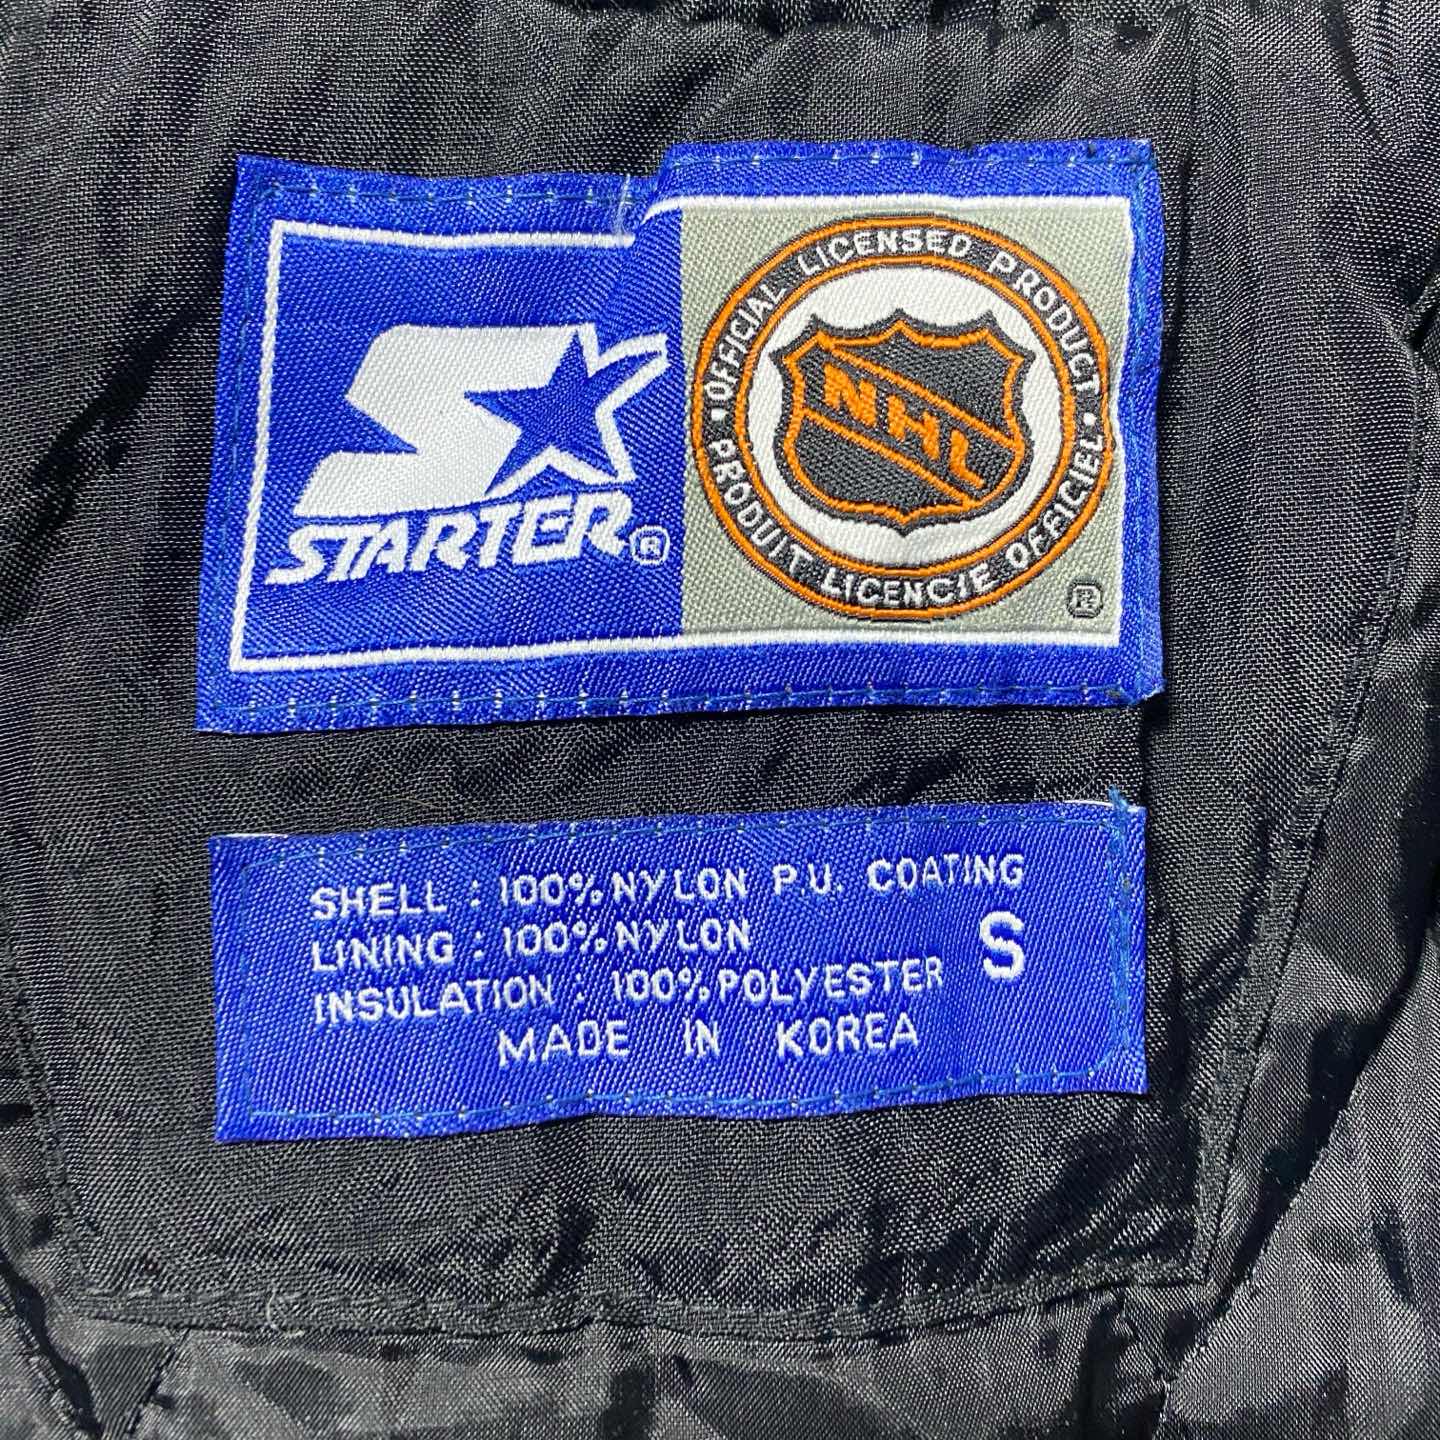 STARTER®
OFFICIAL LICENSED PRODUCT
NHL
• PRODUIT LICENCIE OFFICIEL •
®
SHELL : 100% NYLON P.U. COATING
LINING : 100% NYLON
S
INSULATION : 100% POLYESTER
MADE IN KOREA